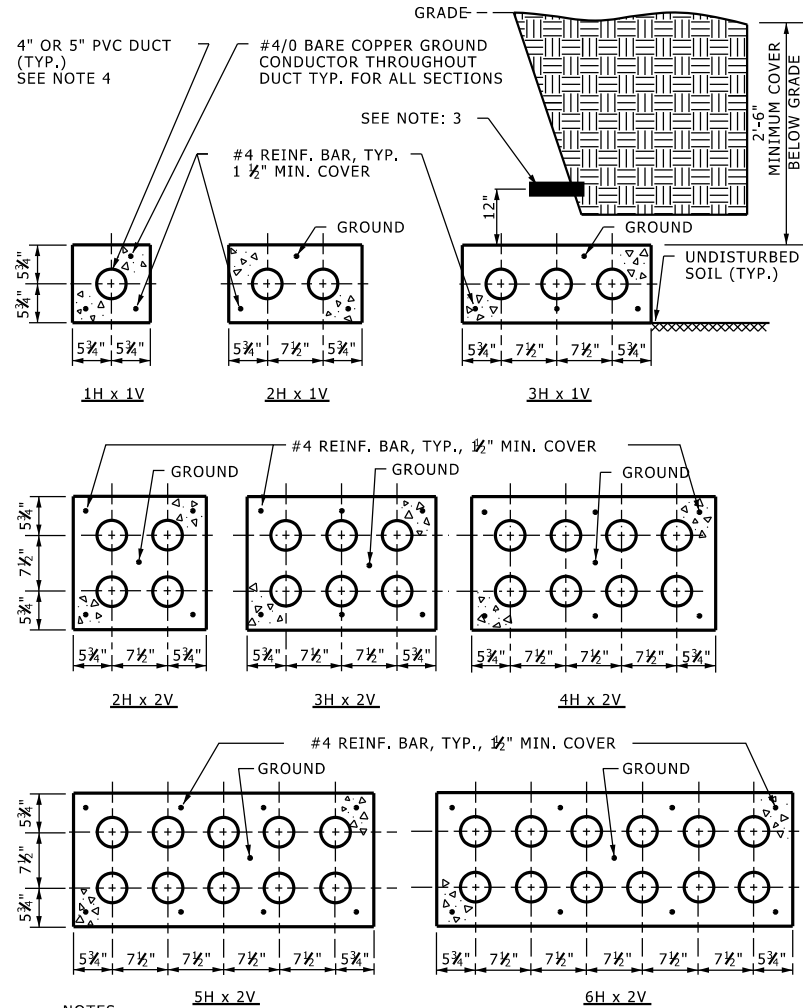 GRADE
4" OR 5" PVC DUCT
(TYP.)
SEE NOTE 4
#4/0 BARE COPPER GROUND
CONDUCTOR THROUGHOUT
DUCT TYP. FOR ALL SECTIONS
SEE NOTE: 3
2'-6"
MINIMUM COVER
BELOW GRADE
#4 REINF. BAR, TYP.
1 ½" MIN. COVER
12"
GROUND
GROUND
UNDISTURBED
SOIL (TYP.)
5¾"
5¾"
5¾" 5¾"
5¾" 7½" 5¾"
5¾" 7½" 7½" 5¾"
1H x 1V
2H x 1V
3H x 1V
#4 REINF. BAR, TYP., ½" MIN. COVER
GROUND
GROUND
GROUND
5¾"
7½"
5¾"
5¾" 7½" 5¾"
5¾" 7½" 7½" 5¾"
5¾" 7½" 7½" 7½" 5¾"
2H x 2V
3H x 2V
4H x 2V
#4 REINF. BAR, TYP., ½" MIN. COVER
GROUND
GROUND
5¾"
7½"
5¾"
5¾" 7½" 7½" 7½" 7½" 5¾"
5¾" 7½" 7½" 7½" 7½" 7½" 5¾"
5H x 2V
6H x 2V